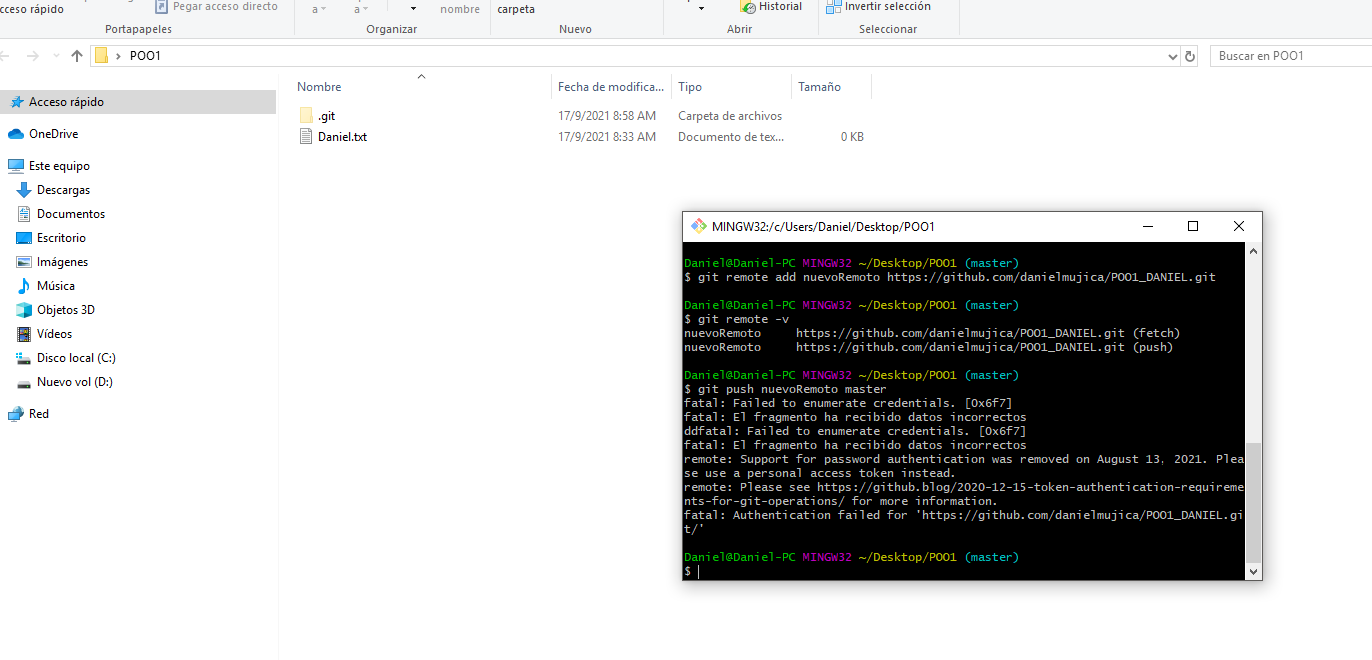 cceso rápido
Pegar acceso directo
a
a
nombre
carpeta
Historial
Invertir selección
Portapapeles
Organizar
Nuevo
Abrir
Seleccionar
POO1
Buscar en POO1
Nombre
Fecha de modifica...
Tipo
Tamaño
Acceso rápido
OneDrive
Este equipo
Descargas
Documentos
Escritorio
Imágenes
Música
Objetos 3D
Vídeos
Disco local (C:)
Nuevo vol (D:)
Red
.git 17/9/2021 8:58 AM Carpeta de archivos
Daniel.txt 17/9/2021 8:33 AM Documento de tex... 0 KB
MINGW32:/c/Users/Daniel/Desktop/POO1
Daniel@Daniel-PC MINGW32 ~/Desktop/POO1 (master)
$ git remote add nuevoRemoto https://github.com/danielmujica/POO1_DANIEL.git
Daniel@Daniel-PC MINGW32 ~/Desktop/POO1 (master)
$ git remote -v
nuevoRemoto https://github.com/danielmujica/POO1_DANIEL.git (fetch)
nuevoRemoto https://github.com/danielmujica/POO1_DANIEL.git (push)
Daniel@Daniel-PC MINGW32 ~/Desktop/POO1 (master)
$ git push nuevoRemoto master
fatal: Failed to enumerate credentials. [0x6f7]
fatal: El fragmento ha recibido datos incorrectos
ddfatal: Failed to enumerate credentials. [0x6f7]
fatal: El fragmento ha recibido datos incorrectos
remote: Support for password authentication was removed on August 13, 2021. Plea
se use a personal access token instead.
remote: Please see https://github.blog/2020-12-15-token-authentication-requireme
nts-for-git-operations/ for more information.
fatal: Authentication failed for 'https://github.com/danielmujica/POO1_DANIEL.gi
t/'
Daniel@Daniel-PC MINGW32 ~/Desktop/POO1 (master)
$